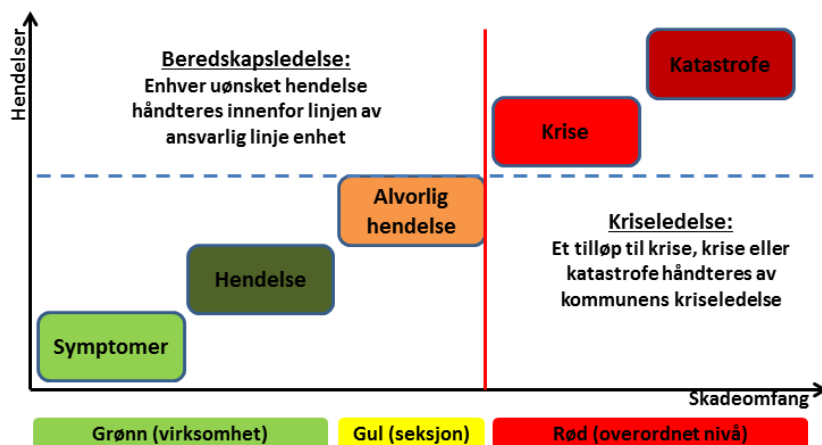 Hendelser
Beredskapsledelse:
Enhver uønsket hendelse
håndteres innenfor linjen av
ansvarlig linje enhet
Katastrofe
Krise
Alvorlig
hendelse
Kriseledelse:
Et tilløp til krise, krise eller
katastrofe håndteres av
kommunens kriseledelse
Hendelse
Symptomer
Skadeomfang
Grønn (virksomhet)
Gul (seksjon)
Rød (overordnet nivå)